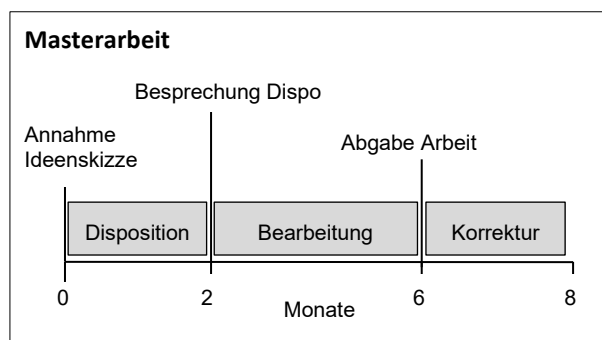 Masterarbeit
Besprechung Dispo
Annahme
Ideenskizze
Abgabe Arbeit
Disposition
Bearbeitung
Korrektur
0
2
Monate
6
8